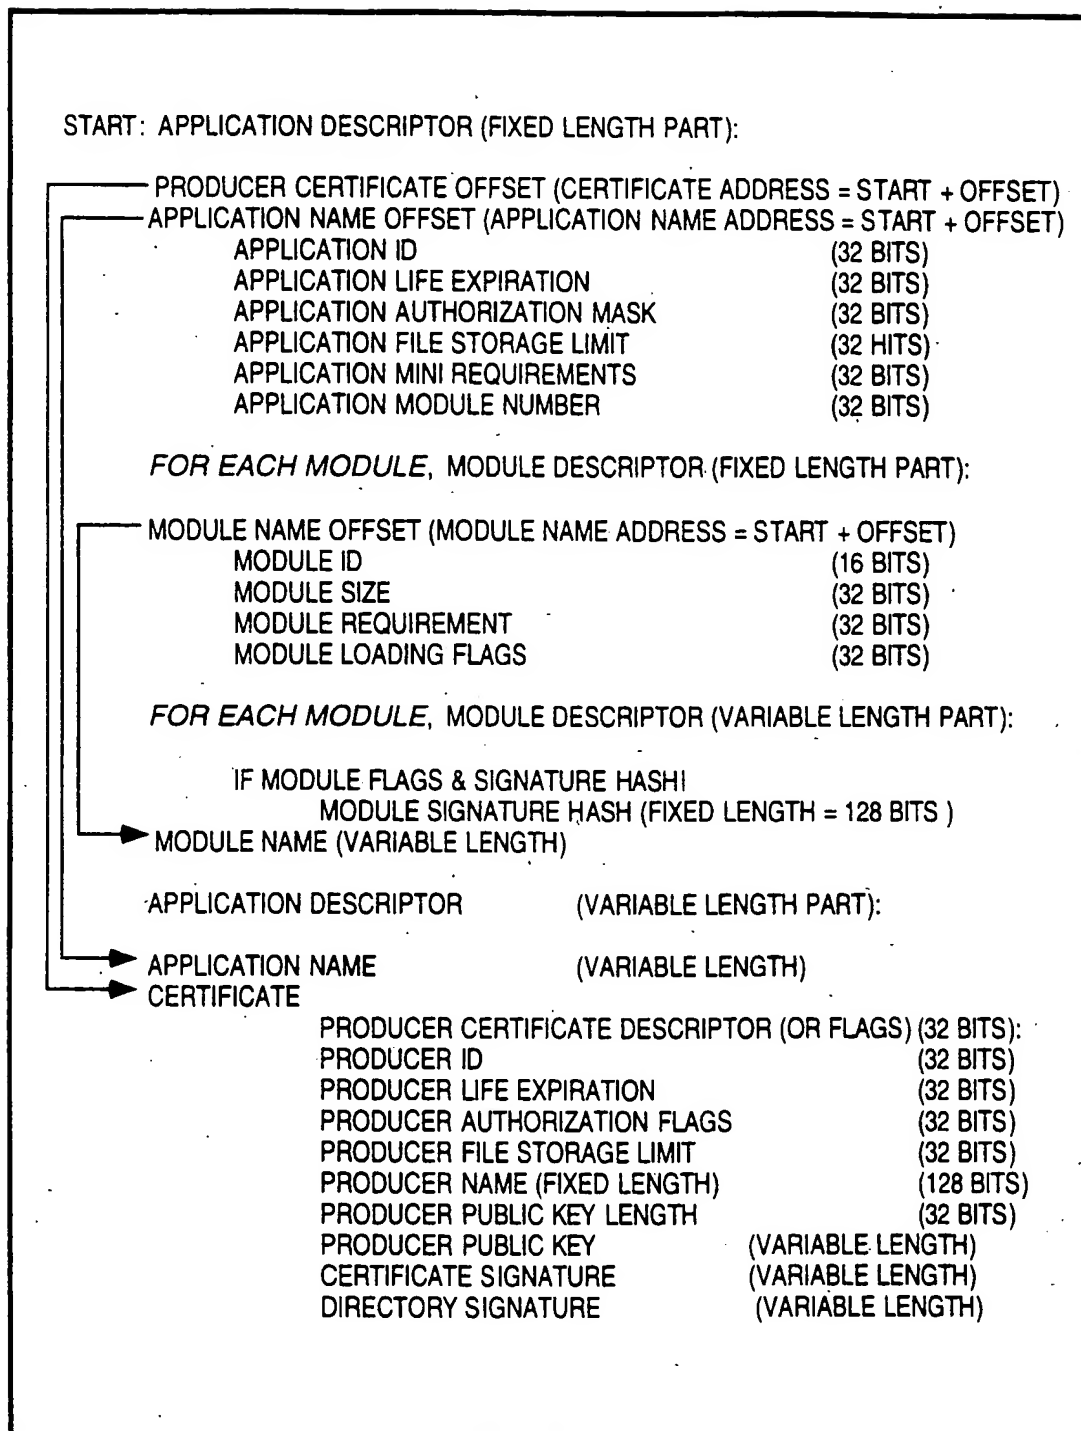 START: APPLICATION DESCRIPTOR (FIXED LENGTH PART):
PRODUCER CERTIFICATE OFFSET (CERTIFICATE ADDRESS = START + OFFSET)
APPLICATION NAME OFFSET (APPLICATION NAME ADDRESS = START + OFFSET)
APPLICATION ID (32 BITS)
APPLICATION LIFE EXPIRATION (32 BITS)
APPLICATION AUTHORIZATION MASK (32 BITS)
APPLICATION FILE STORAGE LIMIT (32 HITS)
APPLICATION MINI REQUIREMENTS (32 BITS)
APPLICATION MODULE NUMBER (32 BITS)
FOR EACH MODULE, MODULE DESCRIPTOR (FIXED LENGTH PART):
MODULE NAME OFFSET (MODULE NAME ADDRESS = START + OFFSET)
MODULE ID (16 BITS)
MODULE SIZE (32 BITS)
MODULE REQUIREMENT (32 BITS)
MODULE LOADING FLAGS (32 BITS)
FOR EACH MODULE, MODULE DESCRIPTOR (VARIABLE LENGTH PART):
IF MODULE FLAGS & SIGNATURE HASHI
MODULE SIGNATURE HASH (FIXED LENGTH = 128 BITS )
MODULE NAME (VARIABLE LENGTH)
APPLICATION DESCRIPTOR (VARIABLE LENGTH PART):
APPLICATION NAME (VARIABLE LENGTH)
CERTIFICATE
PRODUCER CERTIFICATE DESCRIPTOR (OR FLAGS) (32 BITS):
PRODUCER ID (32 BITS)
PRODUCER LIFE EXPIRATION (32 BITS)
PRODUCER AUTHORIZATION FLAGS (32 BITS)
PRODUCER FILE STORAGE LIMIT (32 BITS)
PRODUCER NAME (FIXED LENGTH) (128 BITS)
PRODUCER PUBLIC KEY LENGTH (32 BITS)
PRODUCER PUBLIC KEY (VARIABLE LENGTH)
CERTIFICATE SIGNATURE (VARIABLE LENGTH)
DIRECTORY SIGNATURE (VARIABLE LENGTH)